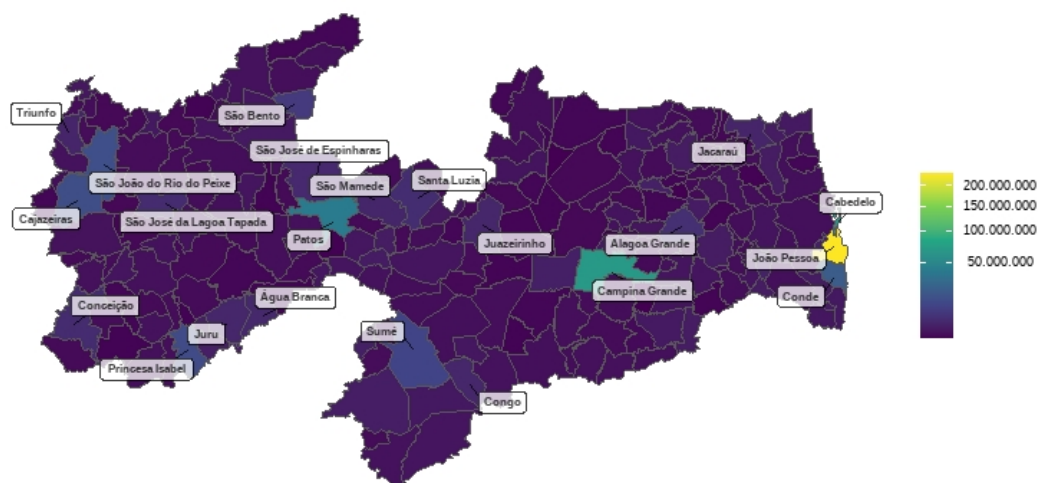 Triunfo
São Bento
São José de Espinharas
Jacaraú
200.000.000
São João do Rio do Peixe
São Mamede
Santa Luzia
150.000.000
Cabedelo
Cajazeiras
São José da Lagoa Tapada
100.000.000
Patos
Juazeirinho
Alagoa Grande
João Pessoa
50.000.000
Campina Grande
Conde
Conceição
Água Branca
Juru
Sumé
Princesa Isabel
Congo